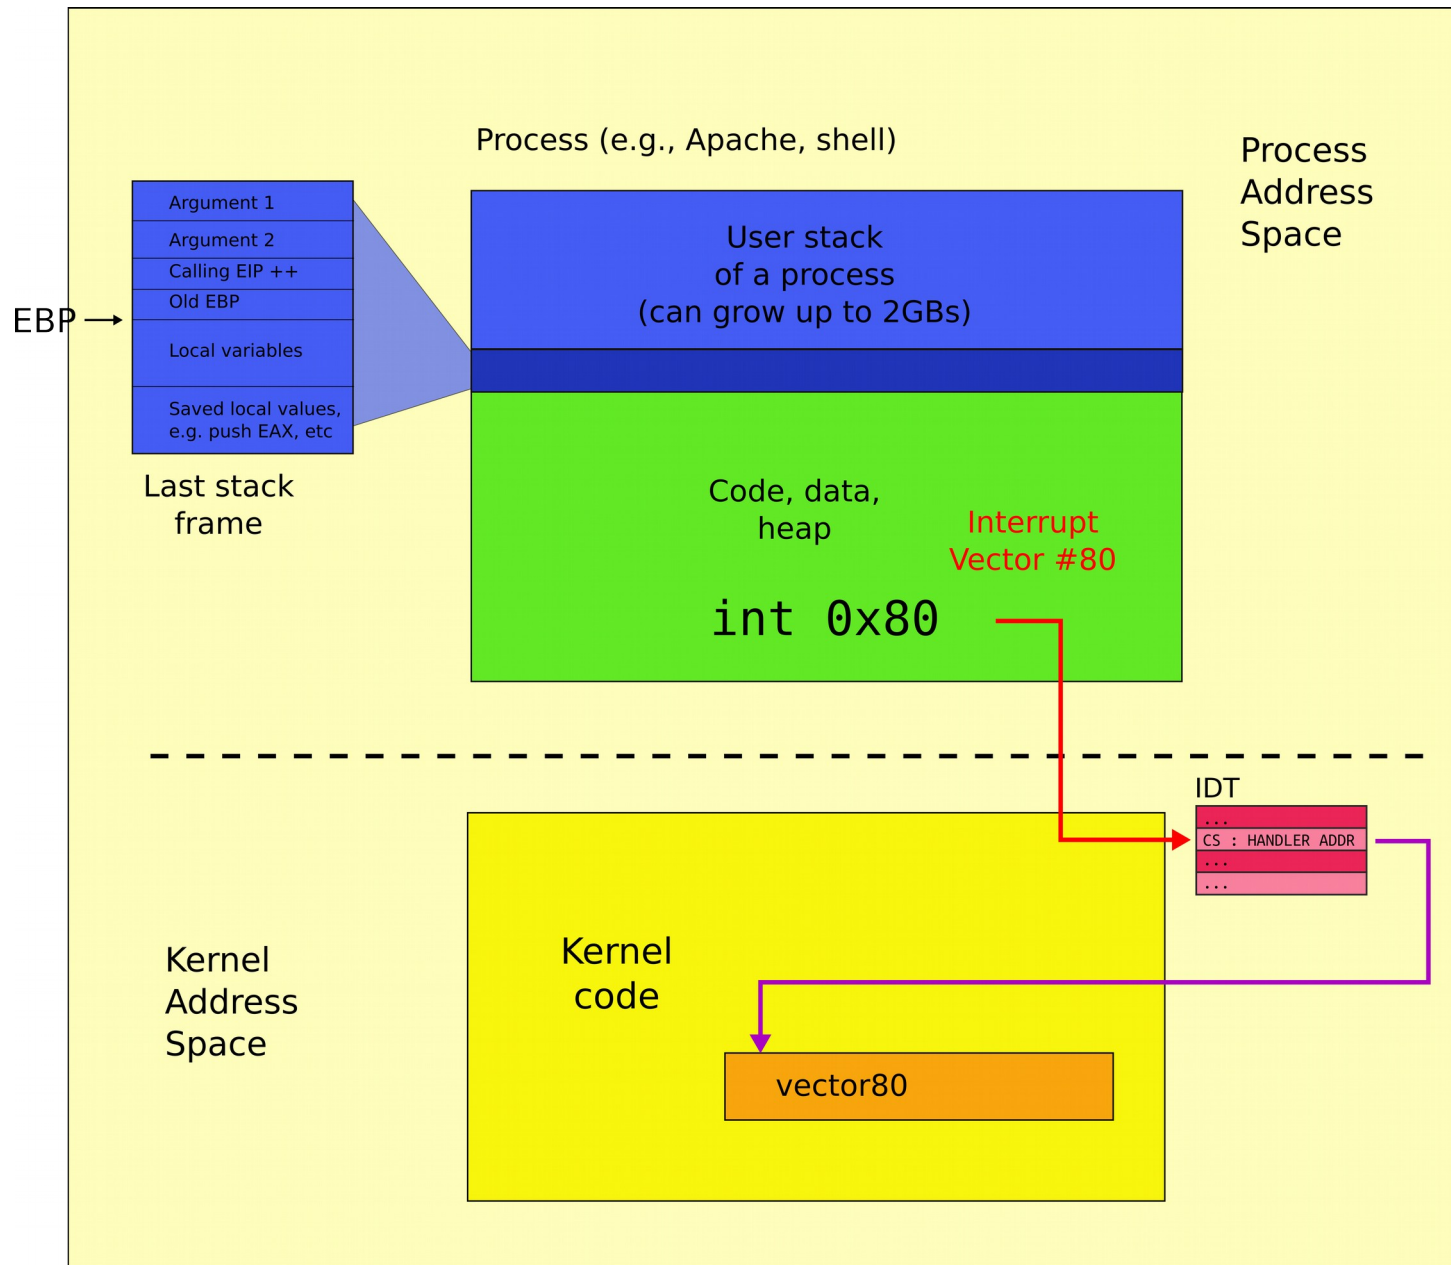 Process (e.g., Apache, shell)
Process
Address
Space
Argument 1
Argument 2
Calling EIP ++
Old EBP
EBP
Local variables
Saved local values,
e.g. push EAX, etc
Last stack
frame
User stack
of a process
(can grow up to 2GBs)
Code, data,
heap
Interrupt
Vector #80
int 0x80
IDT
...
CS : HANDLER ADDR
...
...
Kernel
Address
Space
Kernel
code
vector80